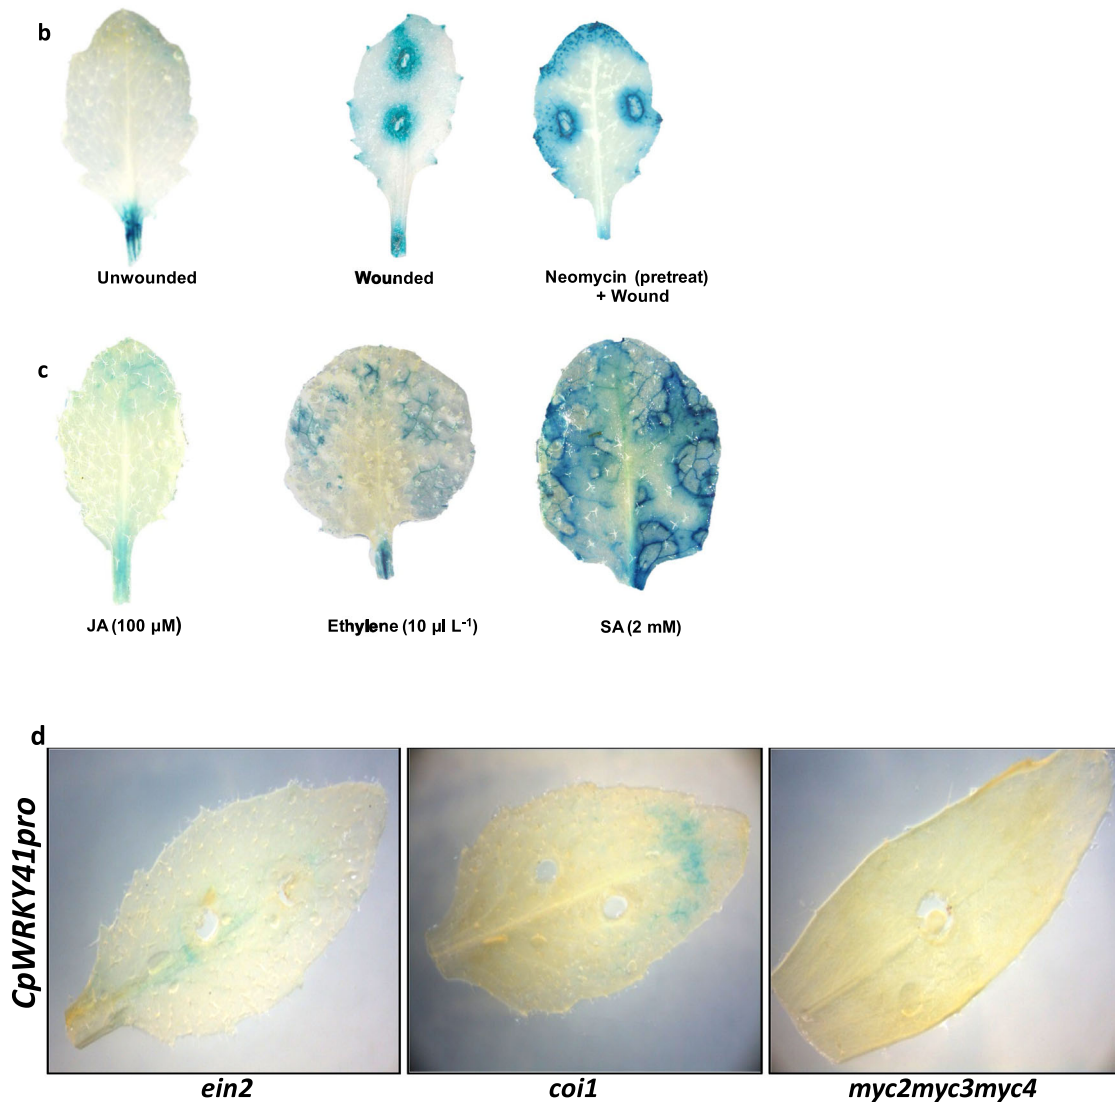 b
Unwounded
Wounded
Neomycin (pretreat)
+ Wound
c
JA (100 µM)
Ethylene (10 µl L⁻¹)
SA (2 mM)
d
CpWRKY41pro
ein2
coi1
myc2myc3myc4